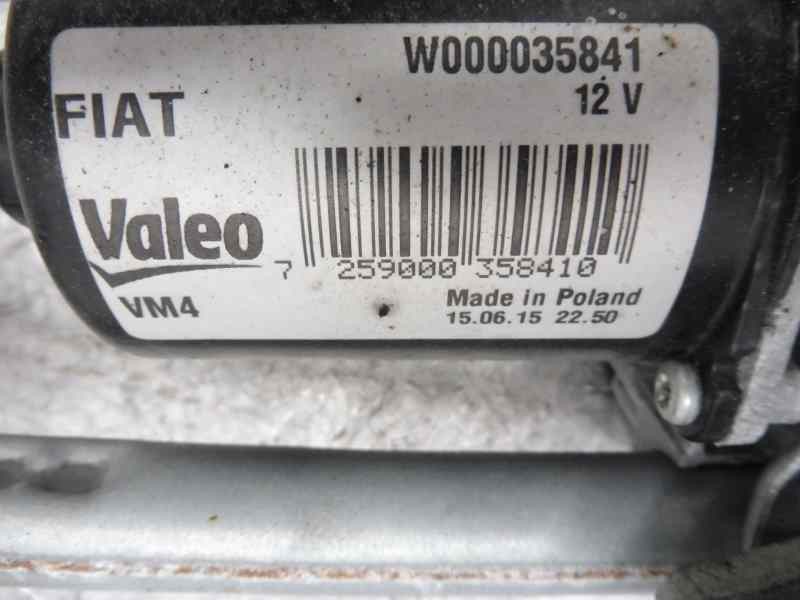 W000035841
12 V
FIAT
Valeo
7 259000 358410
VM4
Made in Poland
15.06.15 22.50